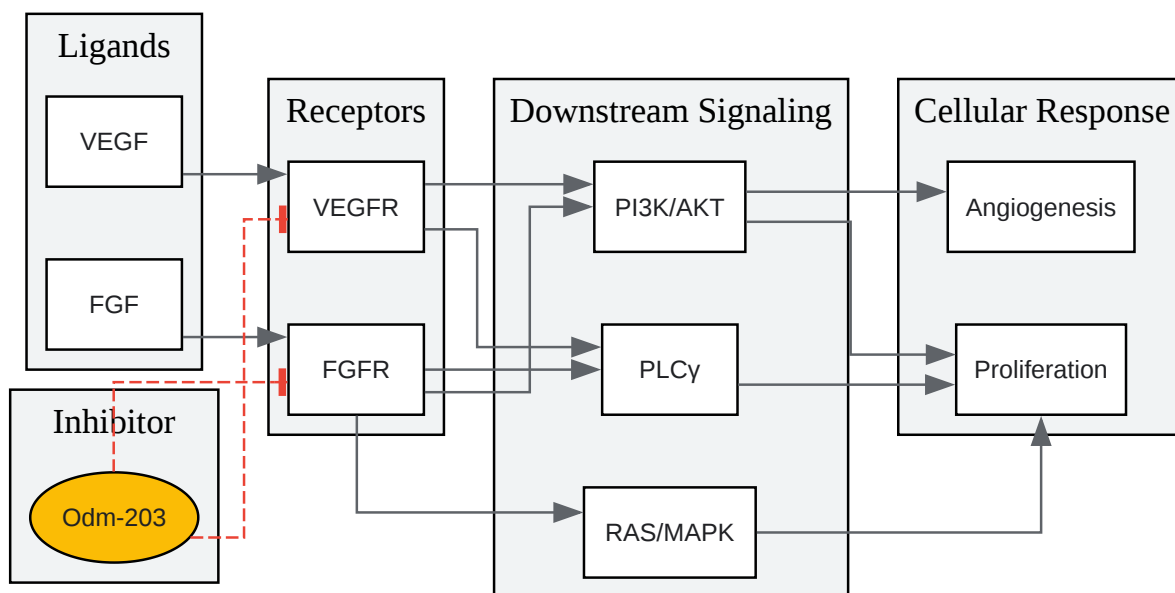 Ligands
VEGF
FGF
Inhibitor
Odm-203
Receptors
VEGFR
FGFR
Downstream Signaling
PI3K/AKT
PLCγ
RAS/MAPK
Cellular Response
Angiogenesis
Proliferation